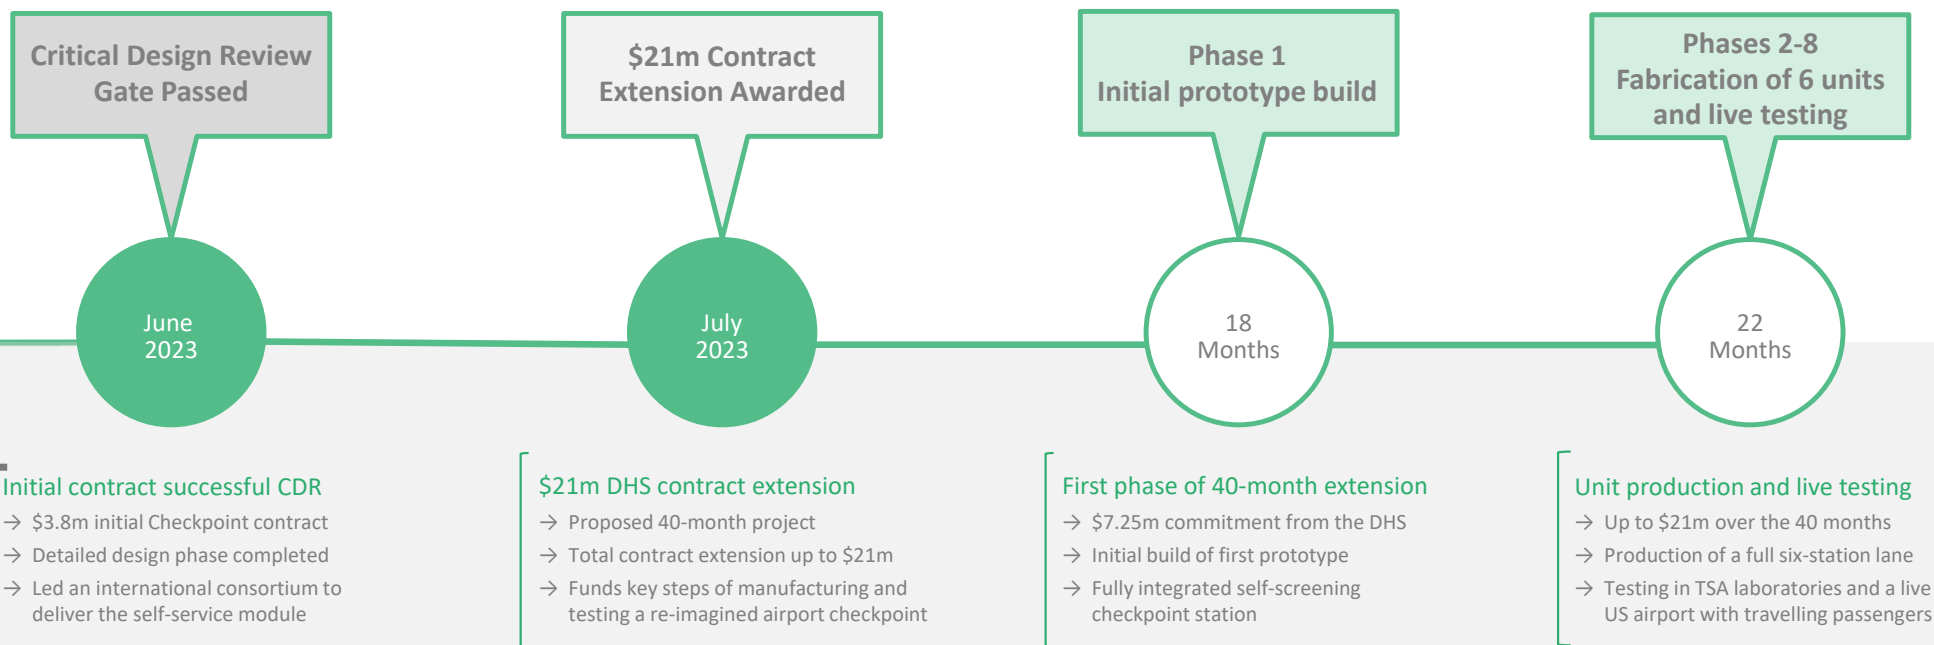 Critical Design Review
Gate Passed
$21m Contract
Extension Awarded
Phase 1
Initial prototype build
Phases 2-8
Fabrication of 6 units
and live testing
June
2023
July
2023
18
Months
22
Months
Initial contract successful CDR
→ $3.8m initial Checkpoint contract
→ Detailed design phase completed
→ Led an international consortium to
deliver the self-service module
$21m DHS contract extension
→ Proposed 40-month project
→ Total contract extension up to $21m
→ Funds key steps of manufacturing and
testing a re-imagined airport checkpoint
First phase of 40-month extension
→ $7.25m commitment from the DHS
→ Initial build of first prototype
→ Fully integrated self-screening
checkpoint station
Unit production and live testing
→ Up to $21m over the 40 months
→ Production of a full six-station lane
→ Testing in TSA laboratories and a live
US airport with travelling passengers